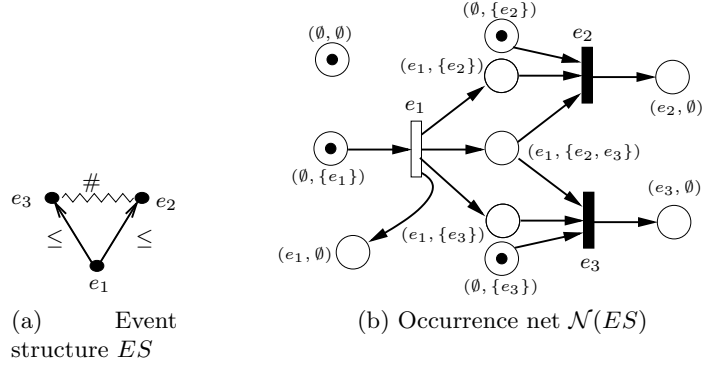 (∅, {e₂})
(∅, ∅)
e₂
(e₁, {e₂})
e₁
(e₂, ∅)
(e₁, {e₂, e₃})
(∅, {e₁})
#
e₃
e₂
(e₃, ∅)
≤
≤
(e₁, {e₃})
(e₁, ∅)
e₃
e₁
(∅, {e₃})
(a) Event
structure ES
(b) Occurrence net 𝒩(ES)